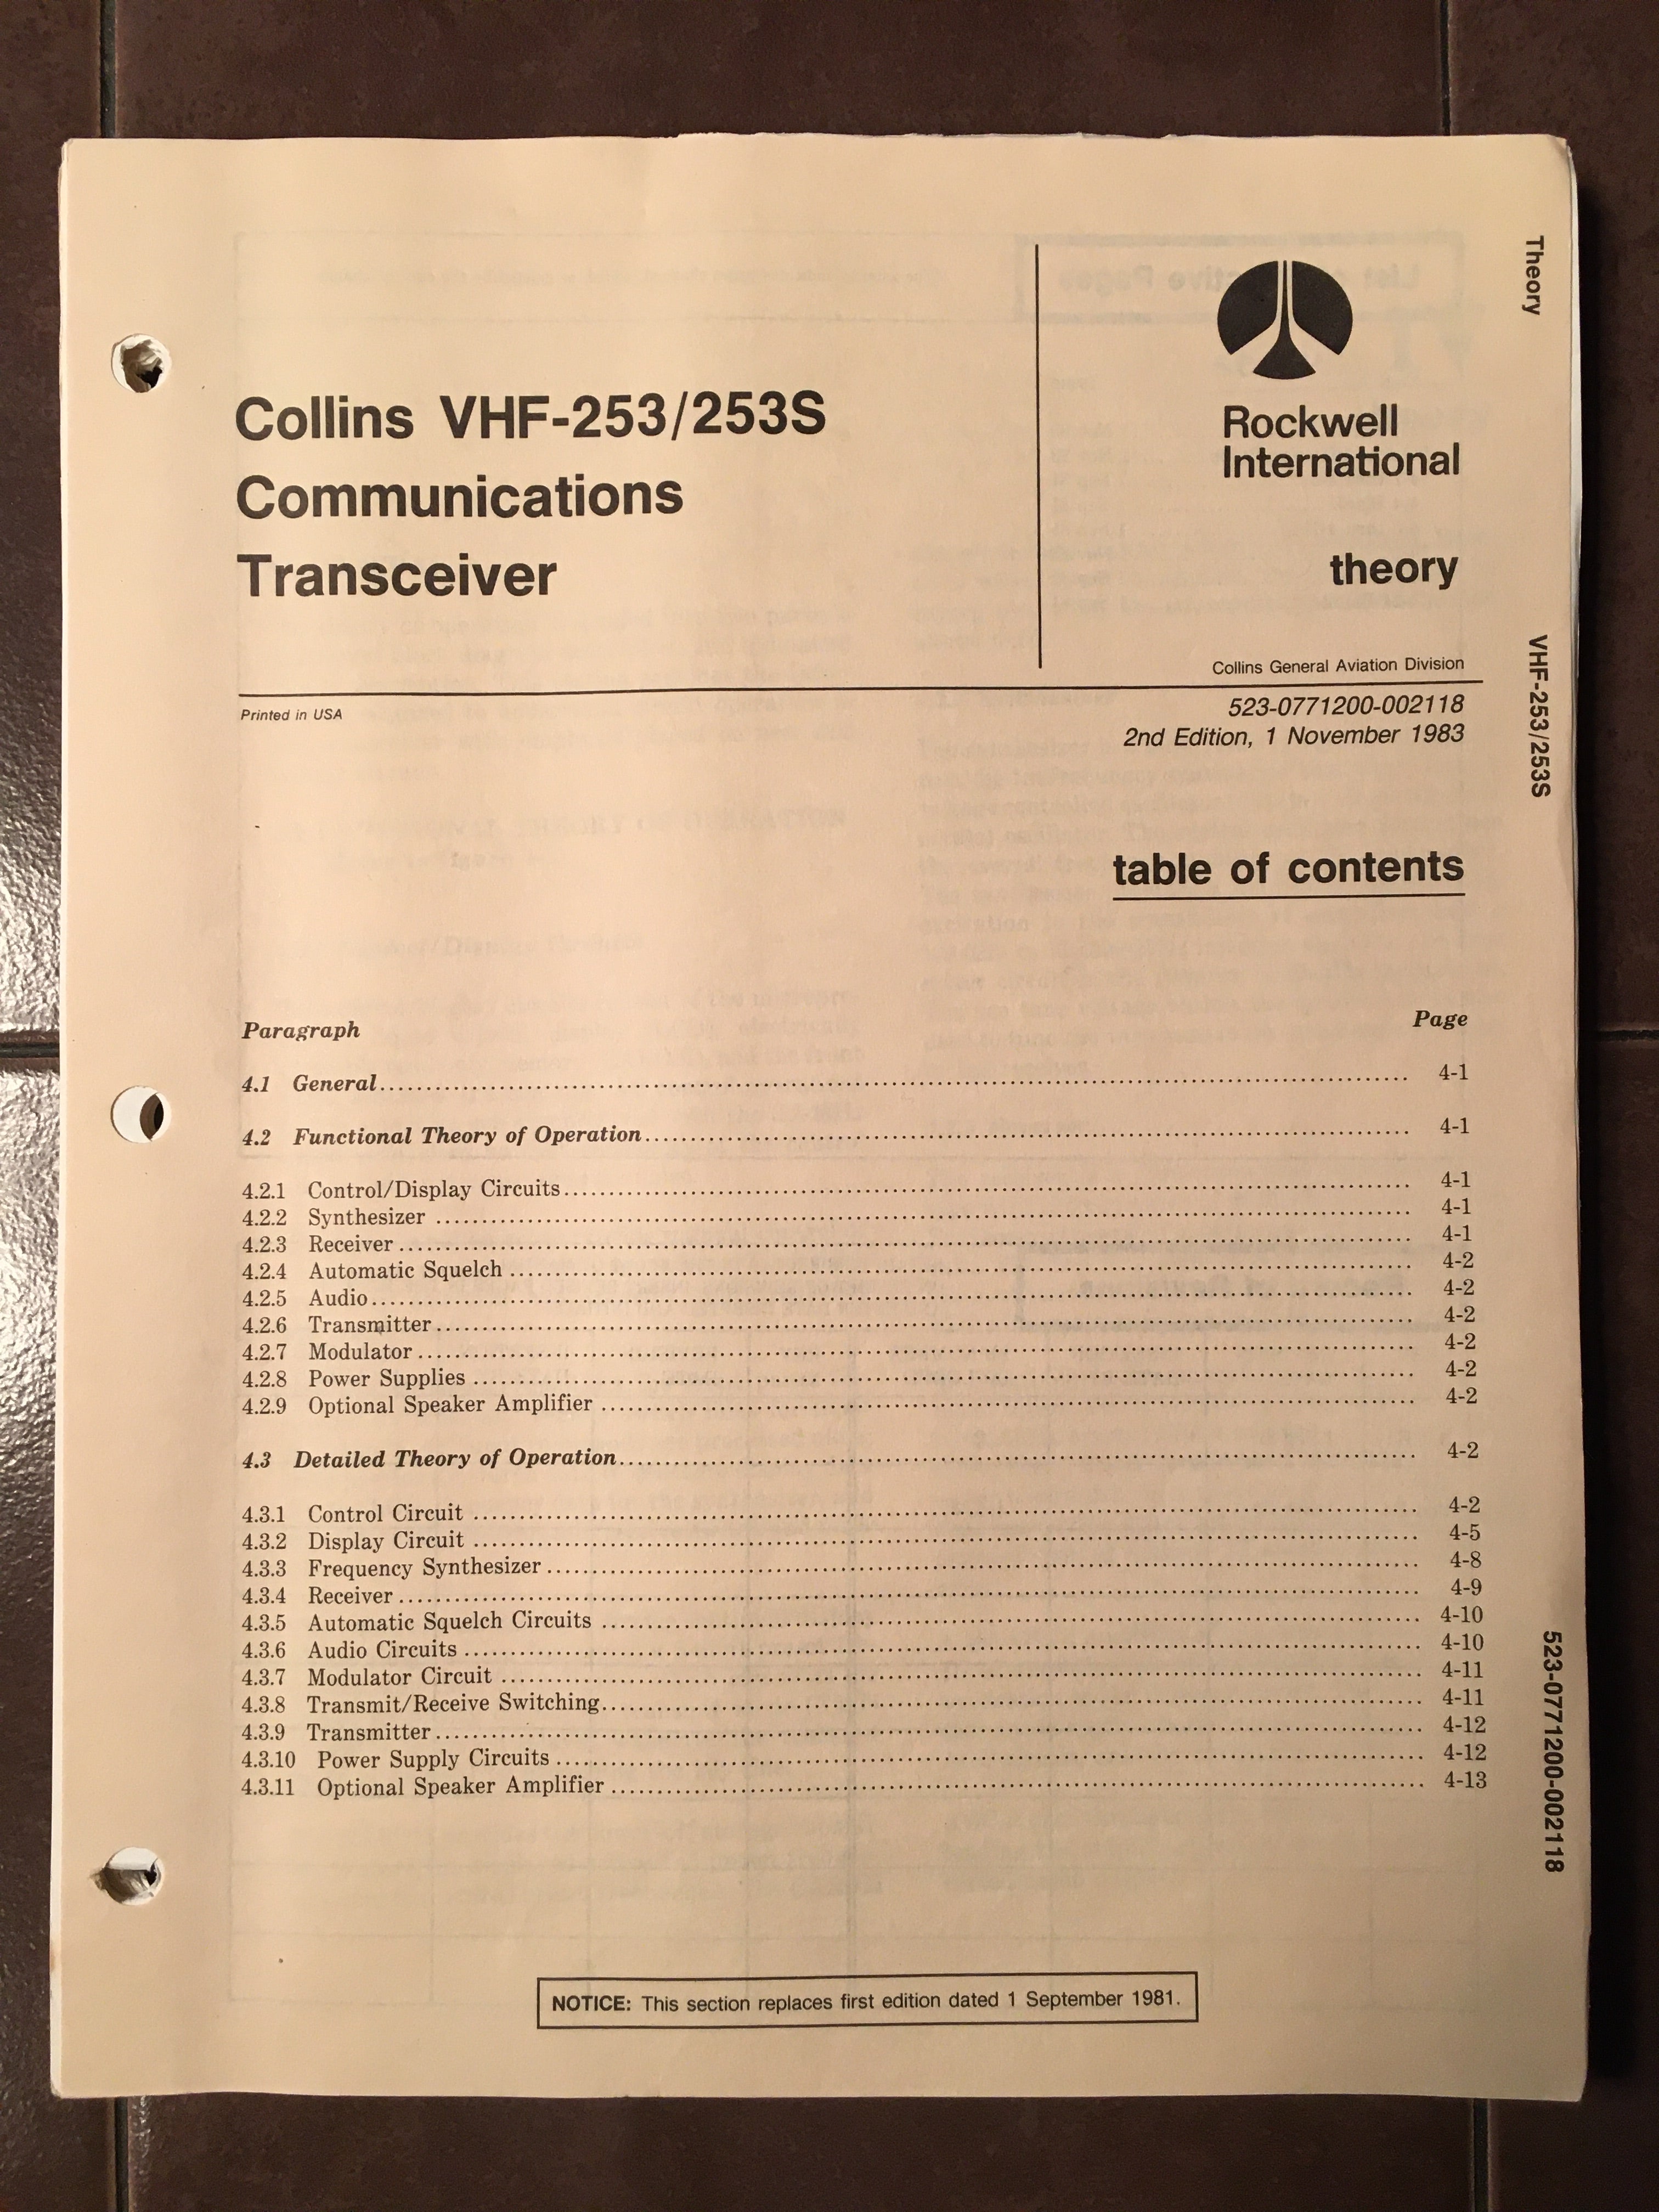 Collins VHF-253/253S
Communications
Transceiver
Rockwell
International
theory
Collins General Aviation Division
Printed in USA
523-0771200-002118
2nd Edition, 1 November 1983
table of contents
Paragraph Page
4.1 General 4-1
4.2 Functional Theory of Operation 4-1
4.2.1 Control/Display Circuits 4-1
4.2.2 Synthesizer 4-1
4.2.3 Receiver 4-1
4.2.4 Automatic Squelch 4-2
4.2.5 Audio 4-2
4.2.6 Transmitter 4-2
4.2.7 Modulator 4-2
4.2.8 Power Supplies 4-2
4.2.9 Optional Speaker Amplifier 4-2
4.3 Detailed Theory of Operation 4-2
4.3.1 Control Circuit 4-2
4.3.2 Display Circuit 4-5
4.3.3 Frequency Synthesizer 4-8
4.3.4 Receiver 4-9
4.3.5 Automatic Squelch Circuits 4-10
4.3.6 Audio Circuits 4-10
4.3.7 Modulator Circuit 4-11
4.3.8 Transmit/Receive Switching 4-11
4.3.9 Transmitter 4-12
4.3.10 Power Supply Circuits 4-12
4.3.11 Optional Speaker Amplifier 4-13
NOTICE: This section replaces first edition dated 1 September 1981.
Theory
VHF-253/253S
523-0771200-002118